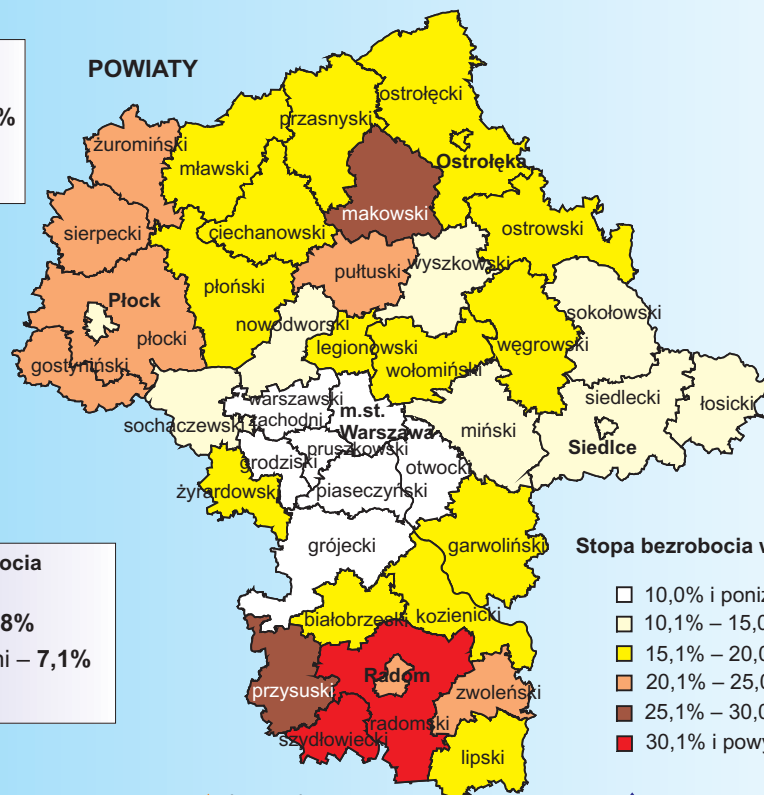 POWIATY
%
ostrołęcki
przasnyski
żuromiński
Ostrołęka
mławski
makowski
sierpecki
ciechanowski
ostrowski
wyszkowski
pułtuski
płoński
Płock
sokołowski
nowodworski
płocki
legionowski
węgrowski
gostyniński
wołomiński
siedlecki
warszawski
zachodni
łosicki
m.st.
Warszawa
sochaczewski
miński
Siedlce
pruszkowski
grodziski
otwocki
żyrardowski
piaseczyński
grójecki
garwoliński
Stopa bezrobocia
ocia
10,0% i poniż
8%
białobrzeski
kozienicki
10,1% – 15,0
ni – 7,1%
15,1% – 20,0
Radom
20,1% – 25,0
przysuski
zwoleński
25,1% – 30,0
radomski
szydłowiecki
30,1% i powy
lipski